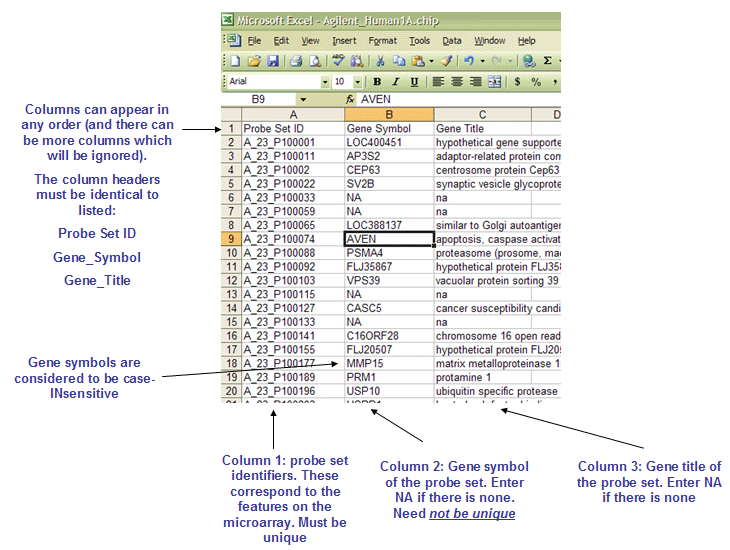 Microsoft Excel - Agilent_Human1A.chip
File Edit View Insert Format Tools Data Window Help
Arial 10 B I U $ % ,
B9 fx AVEN
A B C D
1 Probe Set ID Gene Symbol Gene Title
2 A_23_P100001 LOC400451 hypothetical gene supporte
3 A_23_P100011 AP3S2 adaptor-related protein com
4 A_23_P10002 CEP63 centrosome protein Cep63
5 A_23_P100022 SV2B synaptic vesicle glycoprote
6 A_23_P100033 NA na
7 A_23_P100059 NA na
8 A_23_P100065 LOC388137 similar to Golgi autoantigen
9 A_23_P100074 AVEN apoptosis, caspase activat
10 A_23_P100088 PSMA4 proteasome (prosome, mac
11 A_23_P100092 FLJ35867 hypothetical protein FLJ358
12 A_23_P100103 VPS39 vacuolar protein sorting 39
13 A_23_P100115 NA na
14 A_23_P100127 CASC5 cancer susceptibility candi
15 A_23_P100133 NA na
16 A_23_P100141 C16ORF28 chromosome 16 open read
17 A_23_P100155 FLJ20507 hypothetical protein FLJ205
18 A_23_P100177 MMP15 matrix metalloproteinase 1
19 A_23_P100189 PRM1 protamine 1
20 A_23_P100196 USP10 ubiquitin specific protease
Columns can appear in
any order (and there can
be more columns which
will be ignored).
The column headers
must be identical to
listed:
Probe Set ID
Gene_Symbol
Gene_Title
Gene symbols are
considered to be case-
INsensitive
Column 1: probe set
identifiers. These
correspond to the
features on the
microarray. Must be
unique
Column 2: Gene symbol
of the probe set. Enter
NA if there is none.
Need not be unique
Column 3: Gene title of
the probe set. Enter NA
if there is none